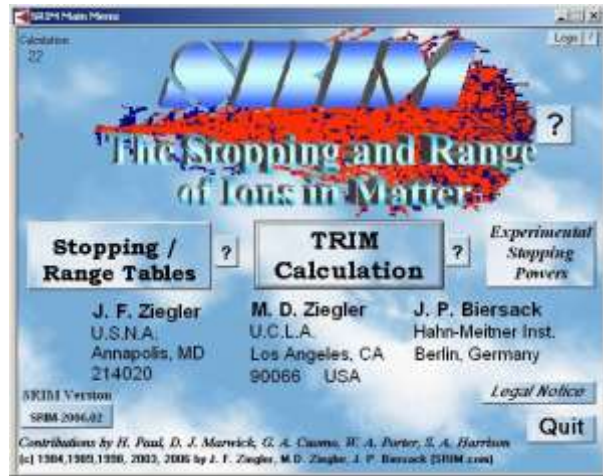 SRIM Main Menu
Calculation
22
Logo ?
SRIM
?
The Stopping and Range
of Ions in Matter
Stopping /
Range Tables
?
TRIM
Calculation
?
Experimental
Stopping
Powers
J. F. Ziegler
U.S.N.A.
Annapolis, MD
214020
M. D. Ziegler
U.C.L.A.
Los Angeles, CA
90066 USA
J. P. Biersack
Hahn-Meitner Inst.
Berlin, Germany
SRIM Version
SRIM-2006.02
Legal Notice
Quit
Contributions by H. Paul, D. J. Marwick, G. A. Cuomo, W. A. Porter, S. A. Harrison
(c) 1984,1989,1998, 2003, 2006 by J. F. Ziegler, M.D. Ziegler, J. P. Biersack (SRIM.com)